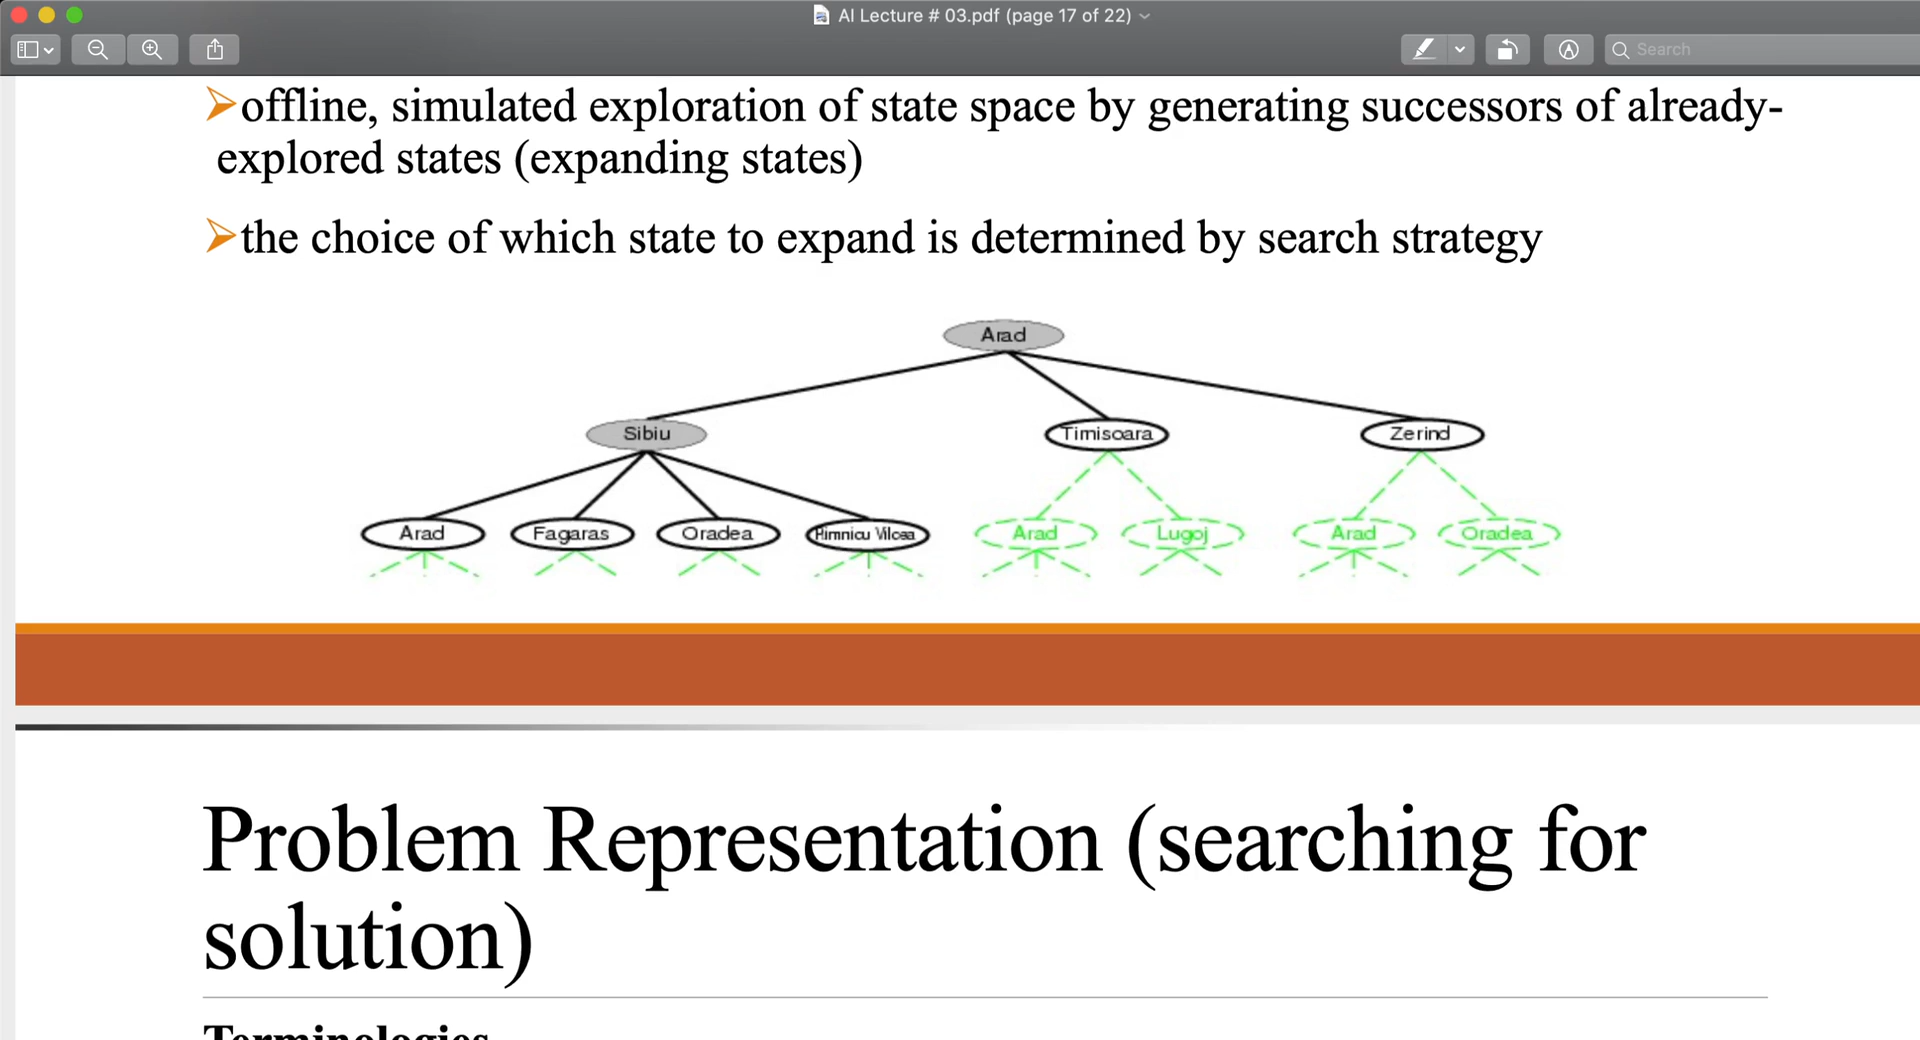 AI Lecture # 03.pdf (page 17 of 22)
Search
offline, simulated exploration of state space by generating successors of already-
explored states (expanding states)
the choice of which state to expand is determined by search strategy
Arad
Sibiu Timisoara Zerind
Arad Fagaras Oradea Rimnicu Vilcea Arad Lugoj Arad Oradea
Problem Representation (searching for
solution)
Terminologies